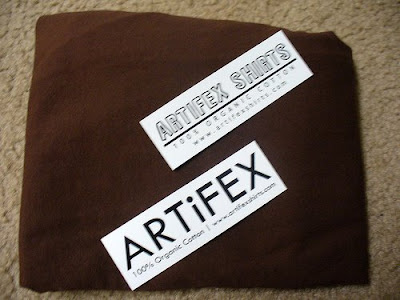 ARTIFEX SHIRTS
100% ORGANIC COTTON
www.artifexshirts.com
ARTiFEX
100% Organic Cotton | www.artifexshirts.com